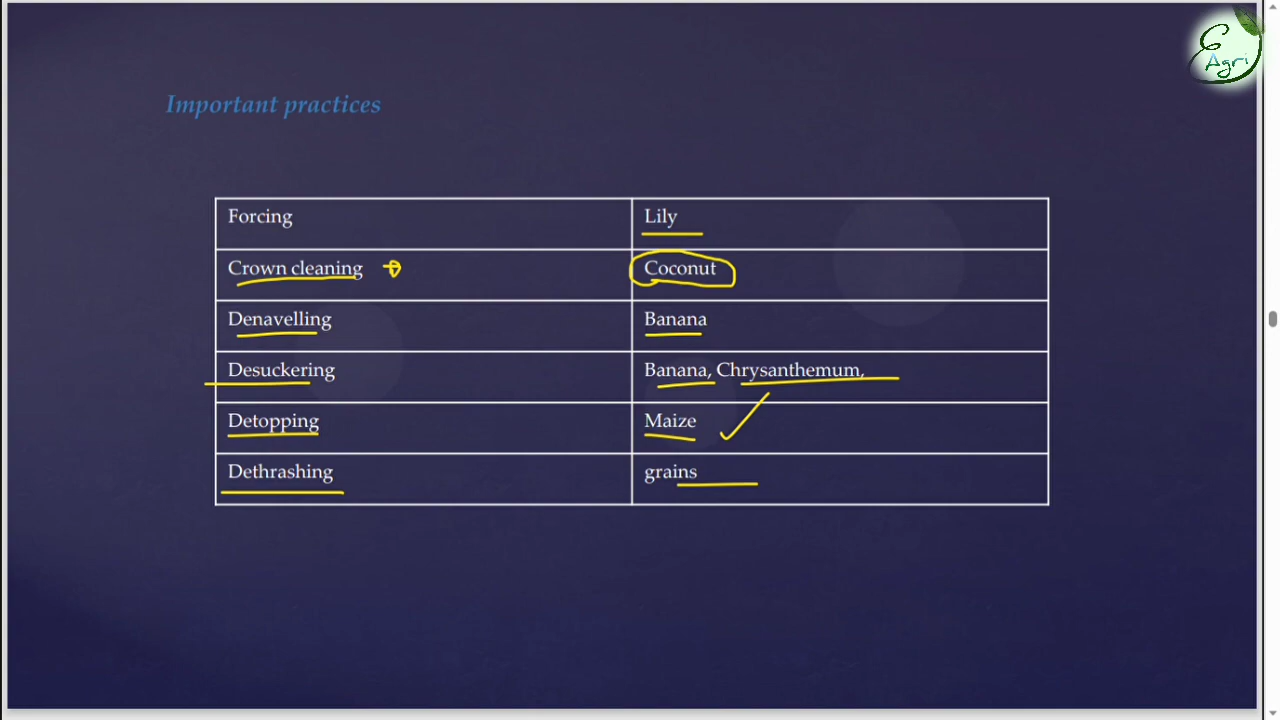 E
Agri
Important practices
Forcing Lily
Crown cleaning Coconut
Denavelling Banana
Desuckering Banana, Chrysanthemum,
Detopping Maize
Dethrashing grains